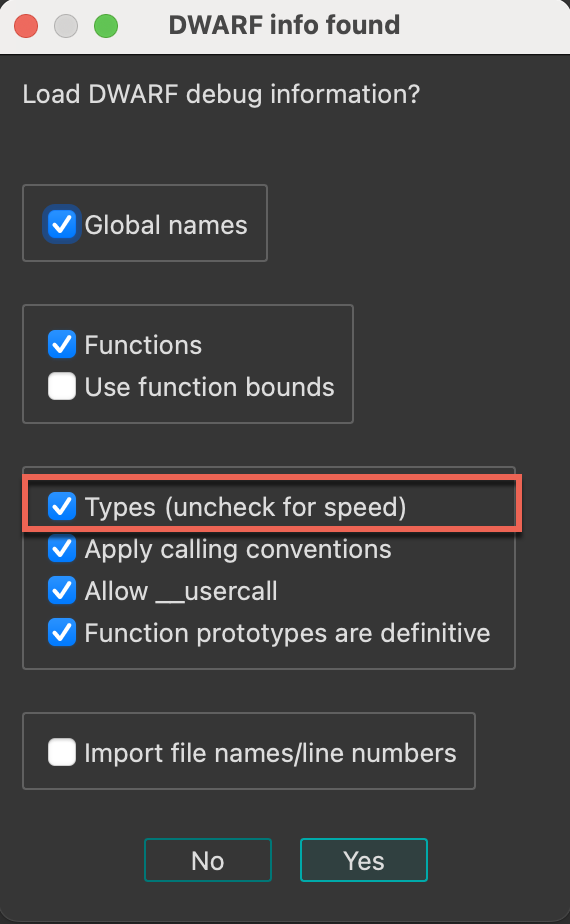 DWARF info found
Load DWARF debug information?
Global names
Functions
Use function bounds
Types (uncheck for speed)
Apply calling conventions
Allow __usercall
Function prototypes are definitive
Import file names/line numbers
No
Yes